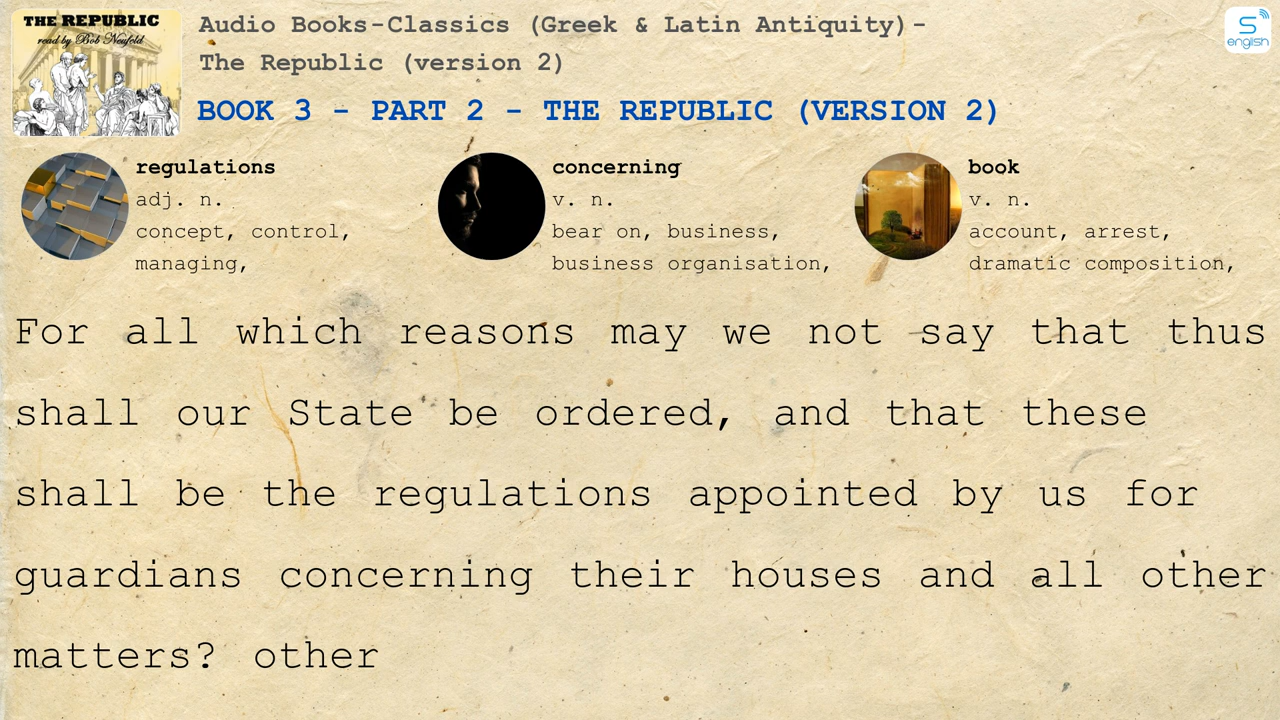 THE REPUBLIC
read by Bob Neufeld
Audio Books-Classics (Greek & Latin Antiquity)-
The Republic (version 2)
BOOK 3 - PART 2 - THE REPUBLIC (VERSION 2)
S
english
regulations
adj. n.
concept, control,
managing,
concerning
v. n.
bear on, business,
business organisation,
book
v. n.
account, arrest,
dramatic composition,
For all which reasons may we not say that thus
shall our State be ordered, and that these
shall be the regulations appointed by us for
guardians concerning their houses and all other
matters? other